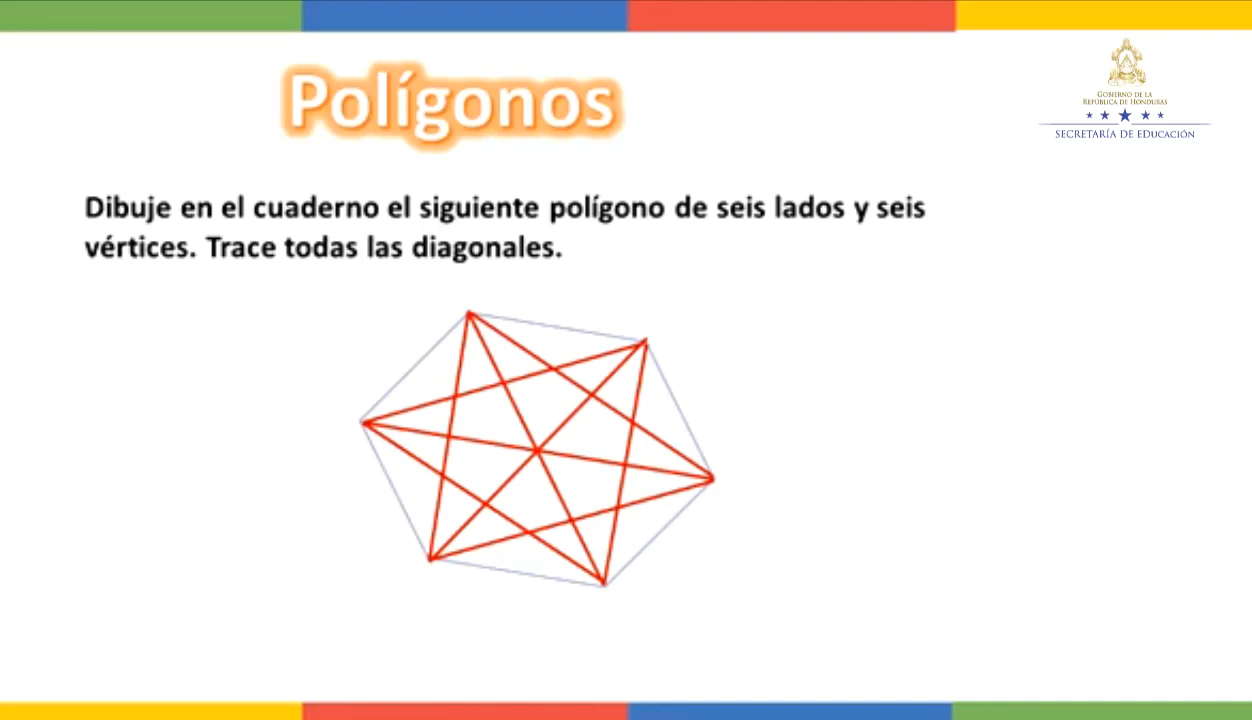 Polígonos
GOBIERNO DE LA
REPÚBLICA DE HONDURAS
SECRETARÍA DE EDUCACIÓN
Dibuje en el cuaderno el siguiente polígono de seis lados y seis
vértices. Trace todas las diagonales.